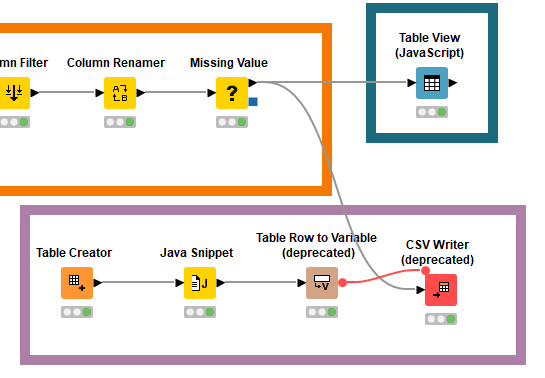 mn Filter
Column Renamer
Missing Value
Table View
(JavaScript)
A
B
?
Table Creator
Java Snippet
Table Row to Variable
(deprecated)
CSV Writer
(deprecated)
J
V